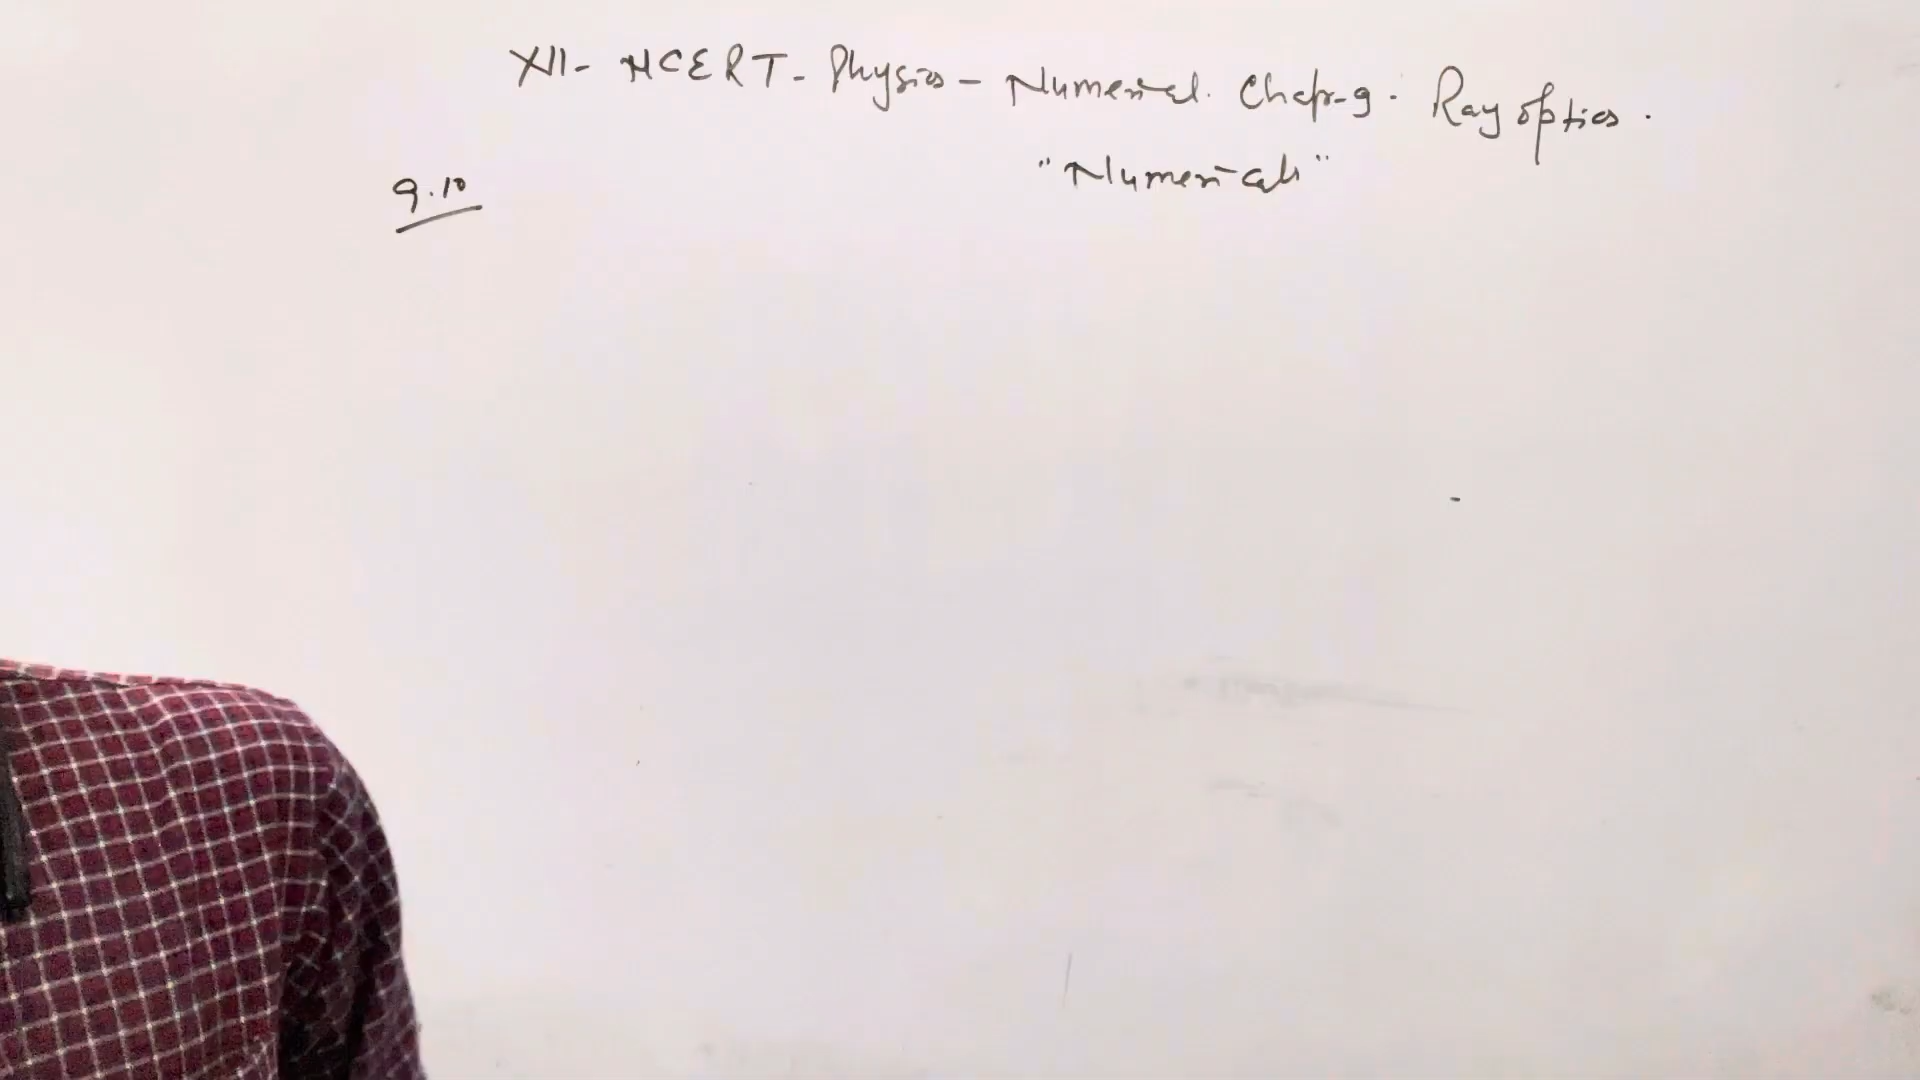 XII - NCERT - Physics - Numerical. Chap-9. Ray optics.
"Numericals"
9.10